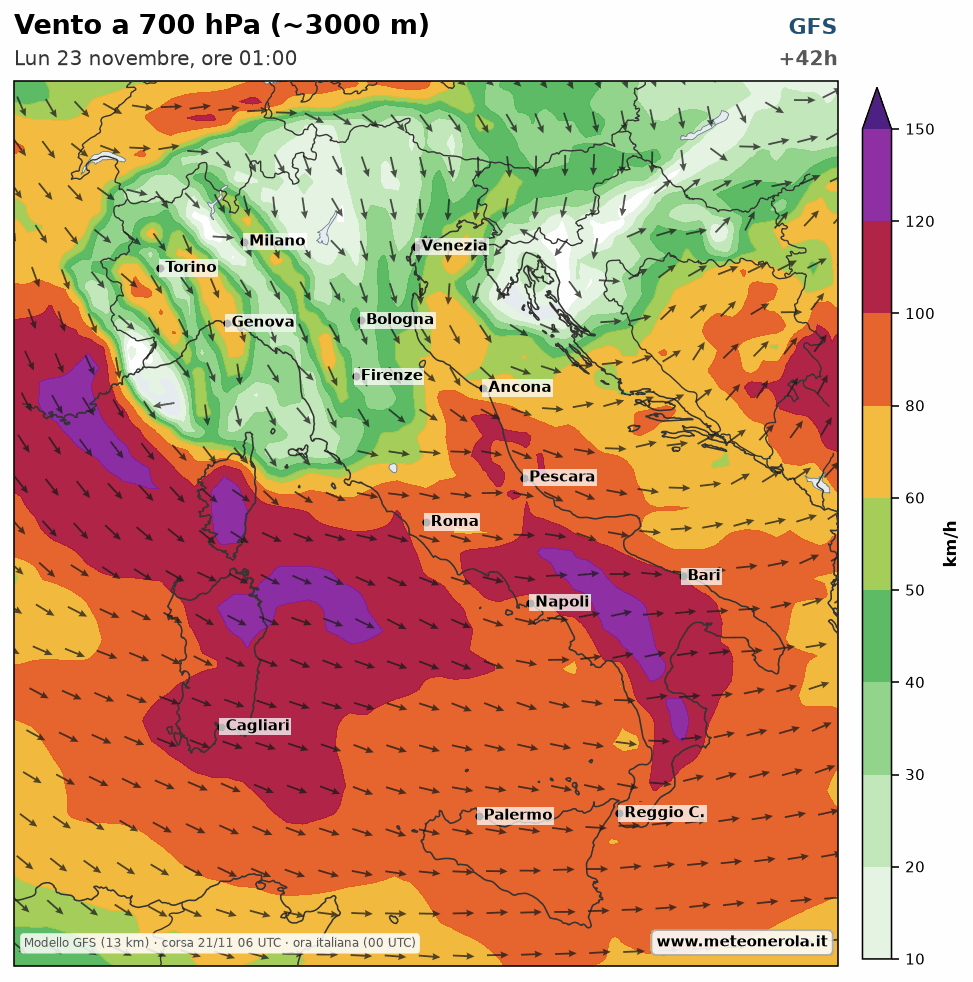 Vento a 700 hPa (~3000 m)
GFS
Lun 23 novembre, ore 01:00
+42h
Milano
Venezia
Torino
Genova
Bologna
Firenze
Ancona
Pescara
Roma
Bari
Napoli
Cagliari
Palermo
Reggio C.
150
120
100
80
60
50
40
30
20
10
km/h
Modello GFS (13 km) · corsa 21/11 06 UTC · ora italiana (00 UTC)
www.meteonerola.it